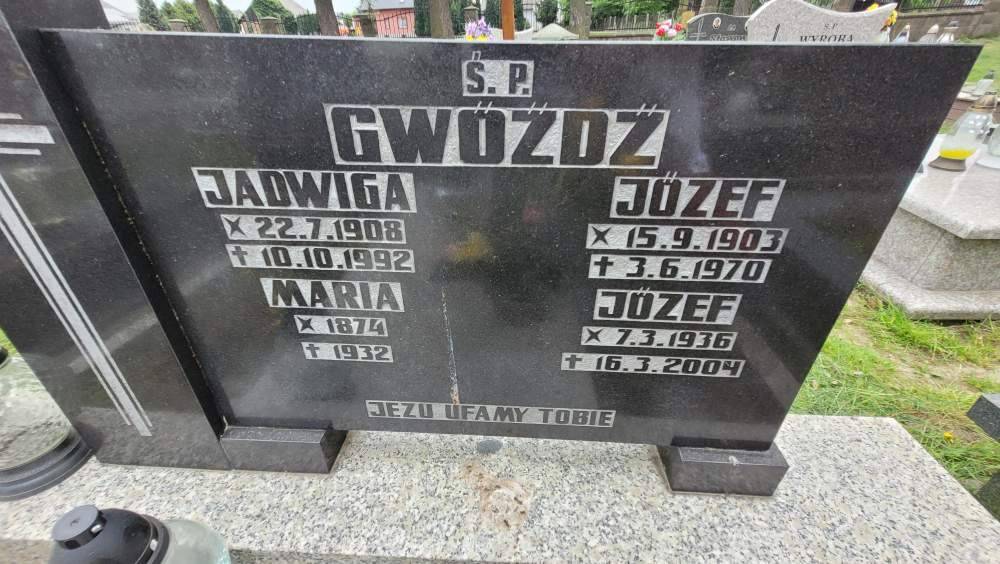 Ś. P.
GWÓŹDŹ
JADWIGA
* 22.7.1908
† 10.10.1992
MARIA
* 1874
† 1932
JÓZEF
* 15.9.1903
† 3.6.1970
JÓZEF
* 7.3.1936
† 16.3.2004
JEZU UFAMY TOBIE
Ś.P.
WYROBA